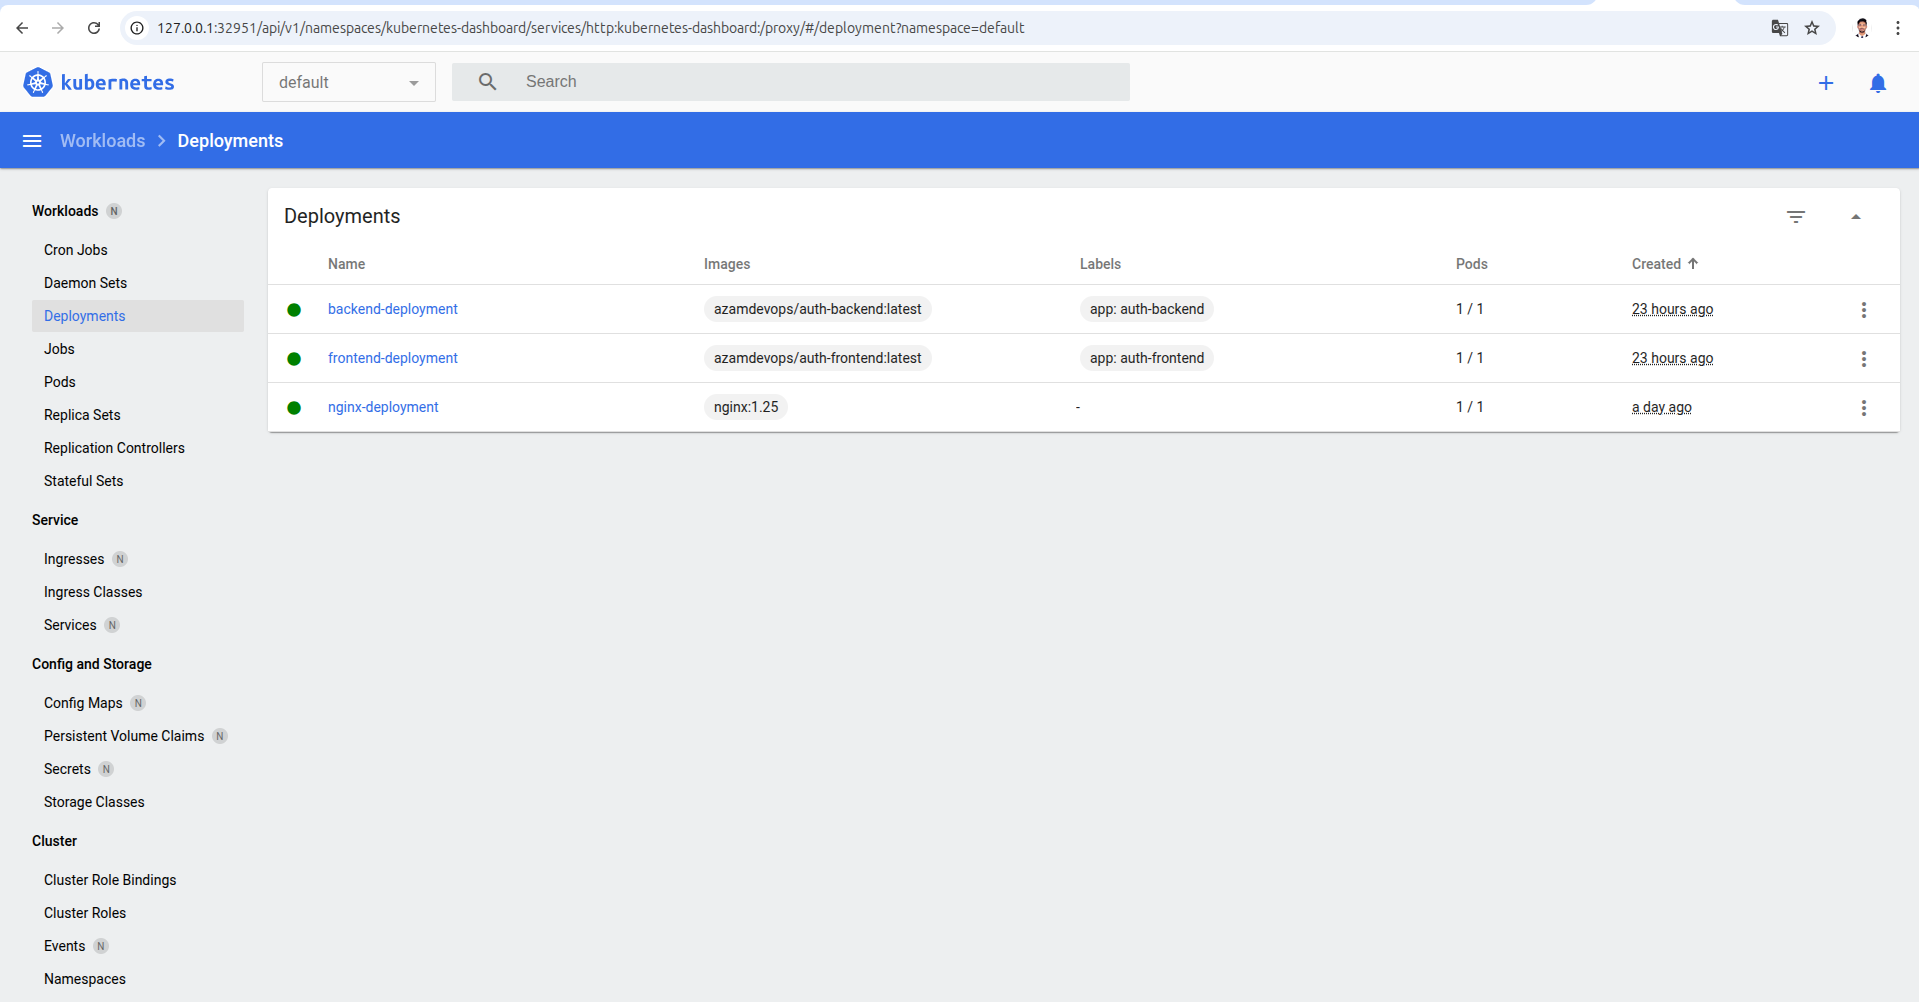 127.0.0.1:32951/api/v1/namespaces/kubernetes-dashboard/services/http:kubernetes-dashboard:/proxy/#/deployment?namespace=default
kubernetes
default
Search
Workloads > Deployments
Workloads N
Cron Jobs
Daemon Sets
Deployments
Jobs
Pods
Replica Sets
Replication Controllers
Stateful Sets
Service
Ingresses N
Ingress Classes
Services N
Config and Storage
Config Maps N
Persistent Volume Claims N
Secrets N
Storage Classes
Cluster
Cluster Role Bindings
Cluster Roles
Events N
Namespaces
Deployments
Name Images Labels Pods Created
backend-deployment azamdevops/auth-backend:latest app: auth-backend 1 / 1 23 hours ago
frontend-deployment azamdevops/auth-frontend:latest app: auth-frontend 1 / 1 23 hours ago
nginx-deployment nginx:1.25 - 1 / 1 a day ago